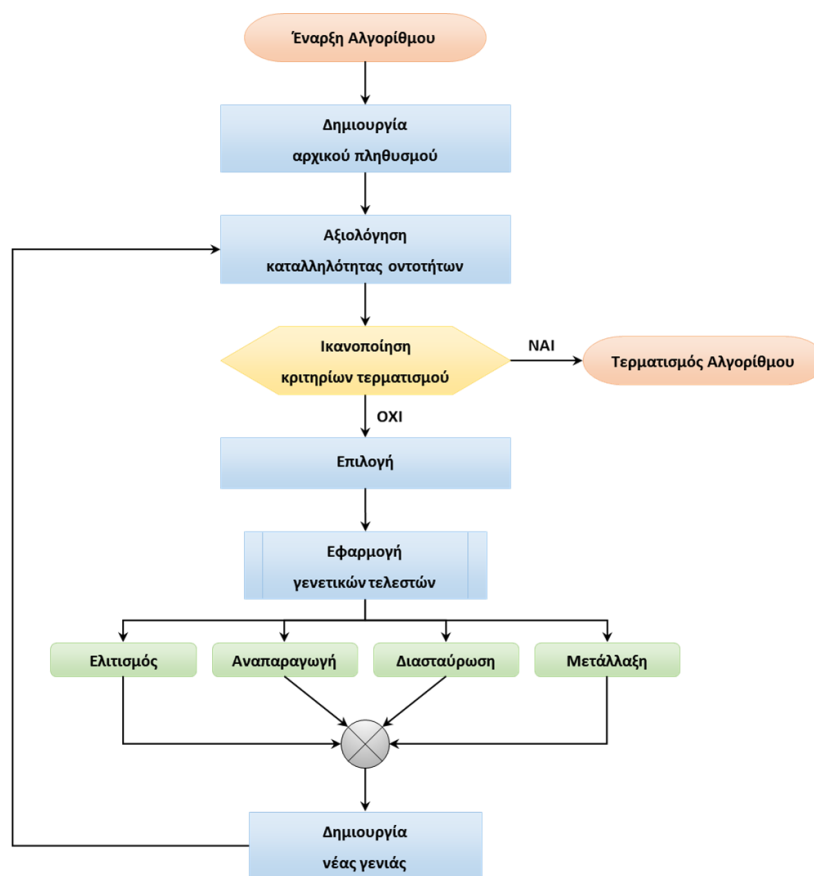 Έναρξη Αλγορίθμου
Δημιουργία
αρχικού πληθυσμού
Αξιολόγηση
καταλληλότητας οντοτήτων
Ικανοποίηση
κριτηρίων τερματισμού
ΝΑΙ
Τερματισμός Αλγορίθμου
ΟΧΙ
Επιλογή
Εφαρμογή
γενετικών τελεστών
Ελιτισμός
Αναπαραγωγή
Διασταύρωση
Μετάλλαξη
Δημιουργία
νέας γενιάς